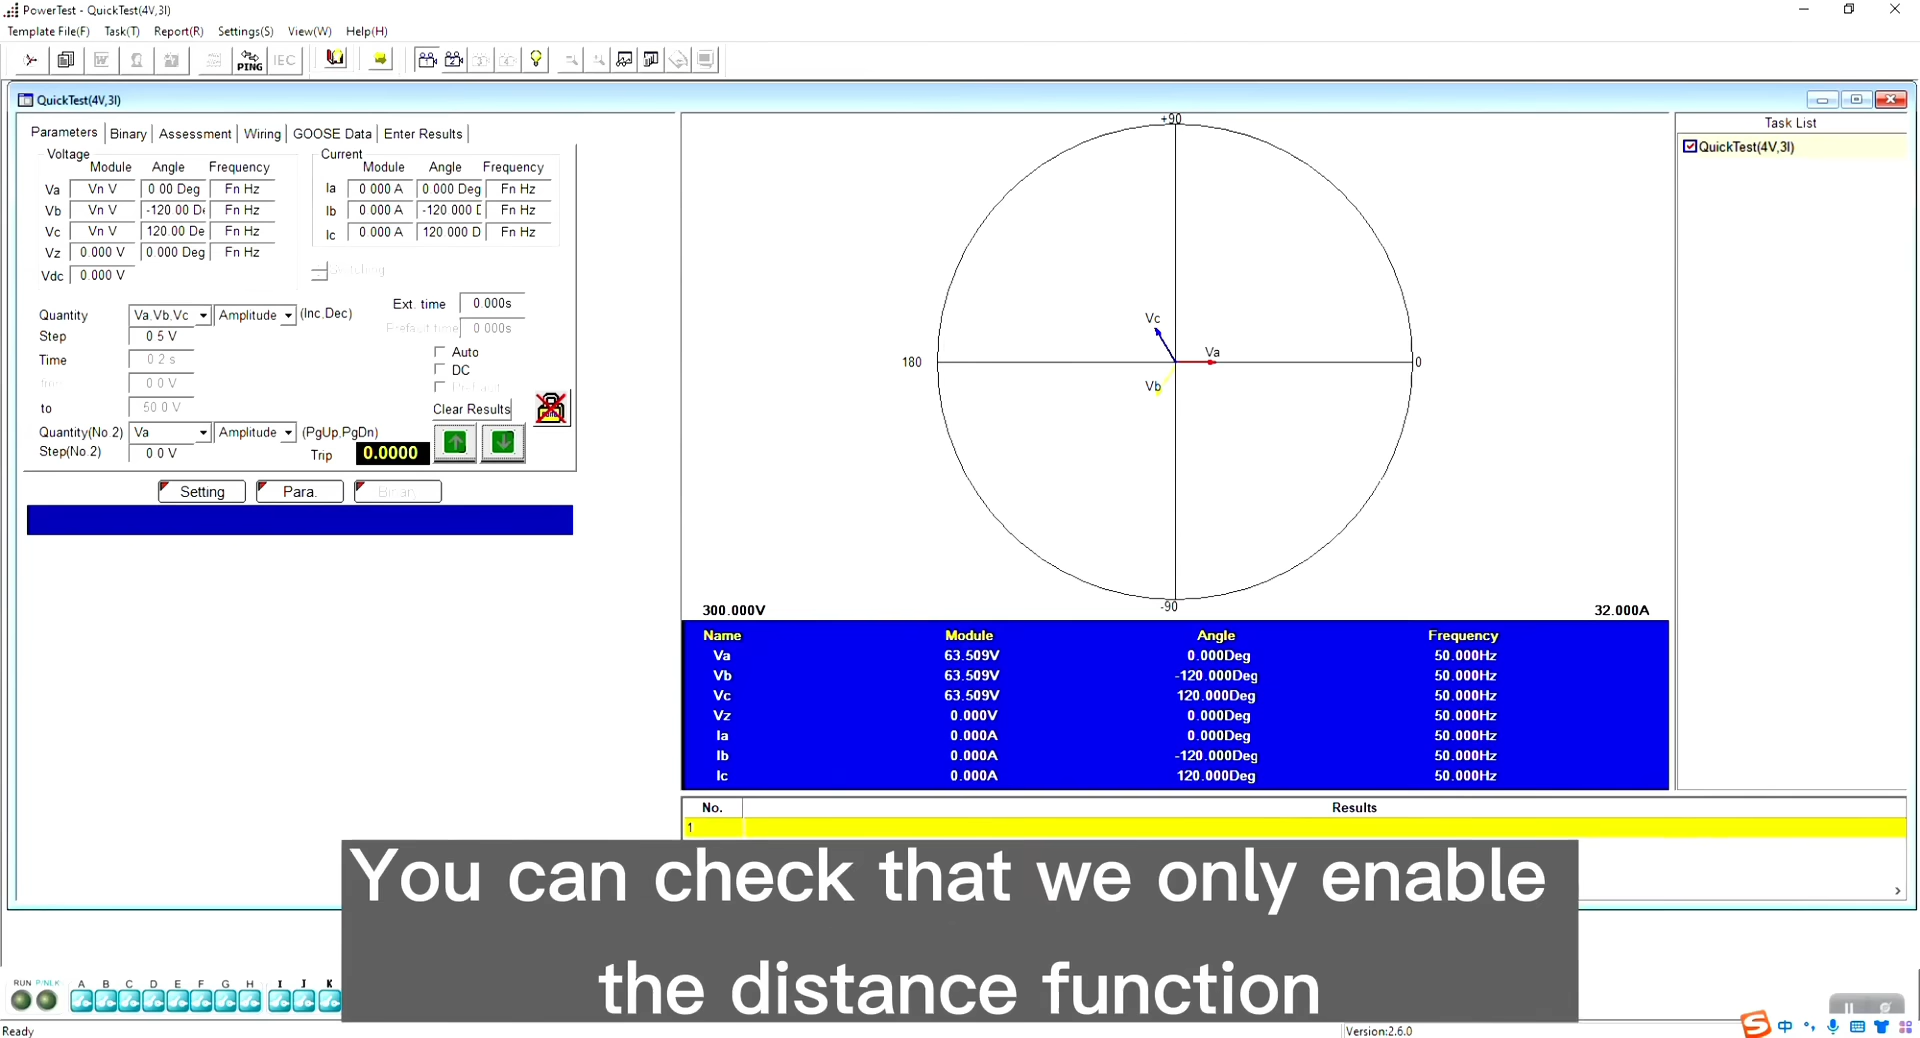 PowerTest - QuickTest(4V,3I)
Template File(F) Task(T) Report(R) Settings(S) View(W) Help(H)
PING IEC
QuickTest(4V,3I)
Parameters Binary Assessment Wiring GOOSE Data Enter Results
Voltage
Module Angle Frequency
Va Vn V 0 00 Deg Fn Hz
Vb Vn V -120 00 De Fn Hz
Vc Vn V 120.00 De Fn Hz
Vz 0.000 V 0.000 Deg Fn Hz
Vdc 0 000 V
Current
Module Angle Frequency
Ia 0 000 A 0 000 Deg Fn Hz
Ib 0 000 A -120 000 D Fn Hz
Ic 0 000 A 120 000 D Fn Hz
Switching
Quantity Va,Vb,Vc Amplitude (Inc,Dec)
Step 0 5 V
Time 0 2 s
from 0 0 V
to 50 0 V
Quantity(No.2) Va Amplitude (PgUp,PgDn)
Step(No 2) 0 0 V
Ext. time 0 000s
Prefault time 0 000s
Auto
DC
Prefault
Clear Results
Trip 0.0000
Setting Para. Binary
+90
180
0
-90
Vc
Va
Vb
300.000V 32.000A
Name Module Angle Frequency
Va 63.509V 0.000Deg 50.000Hz
Vb 63.509V -120.000Deg 50.000Hz
Vc 63.509V 120.000Deg 50.000Hz
Vz 0.000V 0.000Deg 50.000Hz
Ia 0.000A 0.000Deg 50.000Hz
Ib 0.000A -120.000Deg 50.000Hz
Ic 0.000A 120.000Deg 50.000Hz
No. Results
1
Task List
QuickTest(4V,3I)
You can check that we only enable
the distance function
RUN P/NLK A B C D E F G H I J K
Ready
Version:2.6.0
中